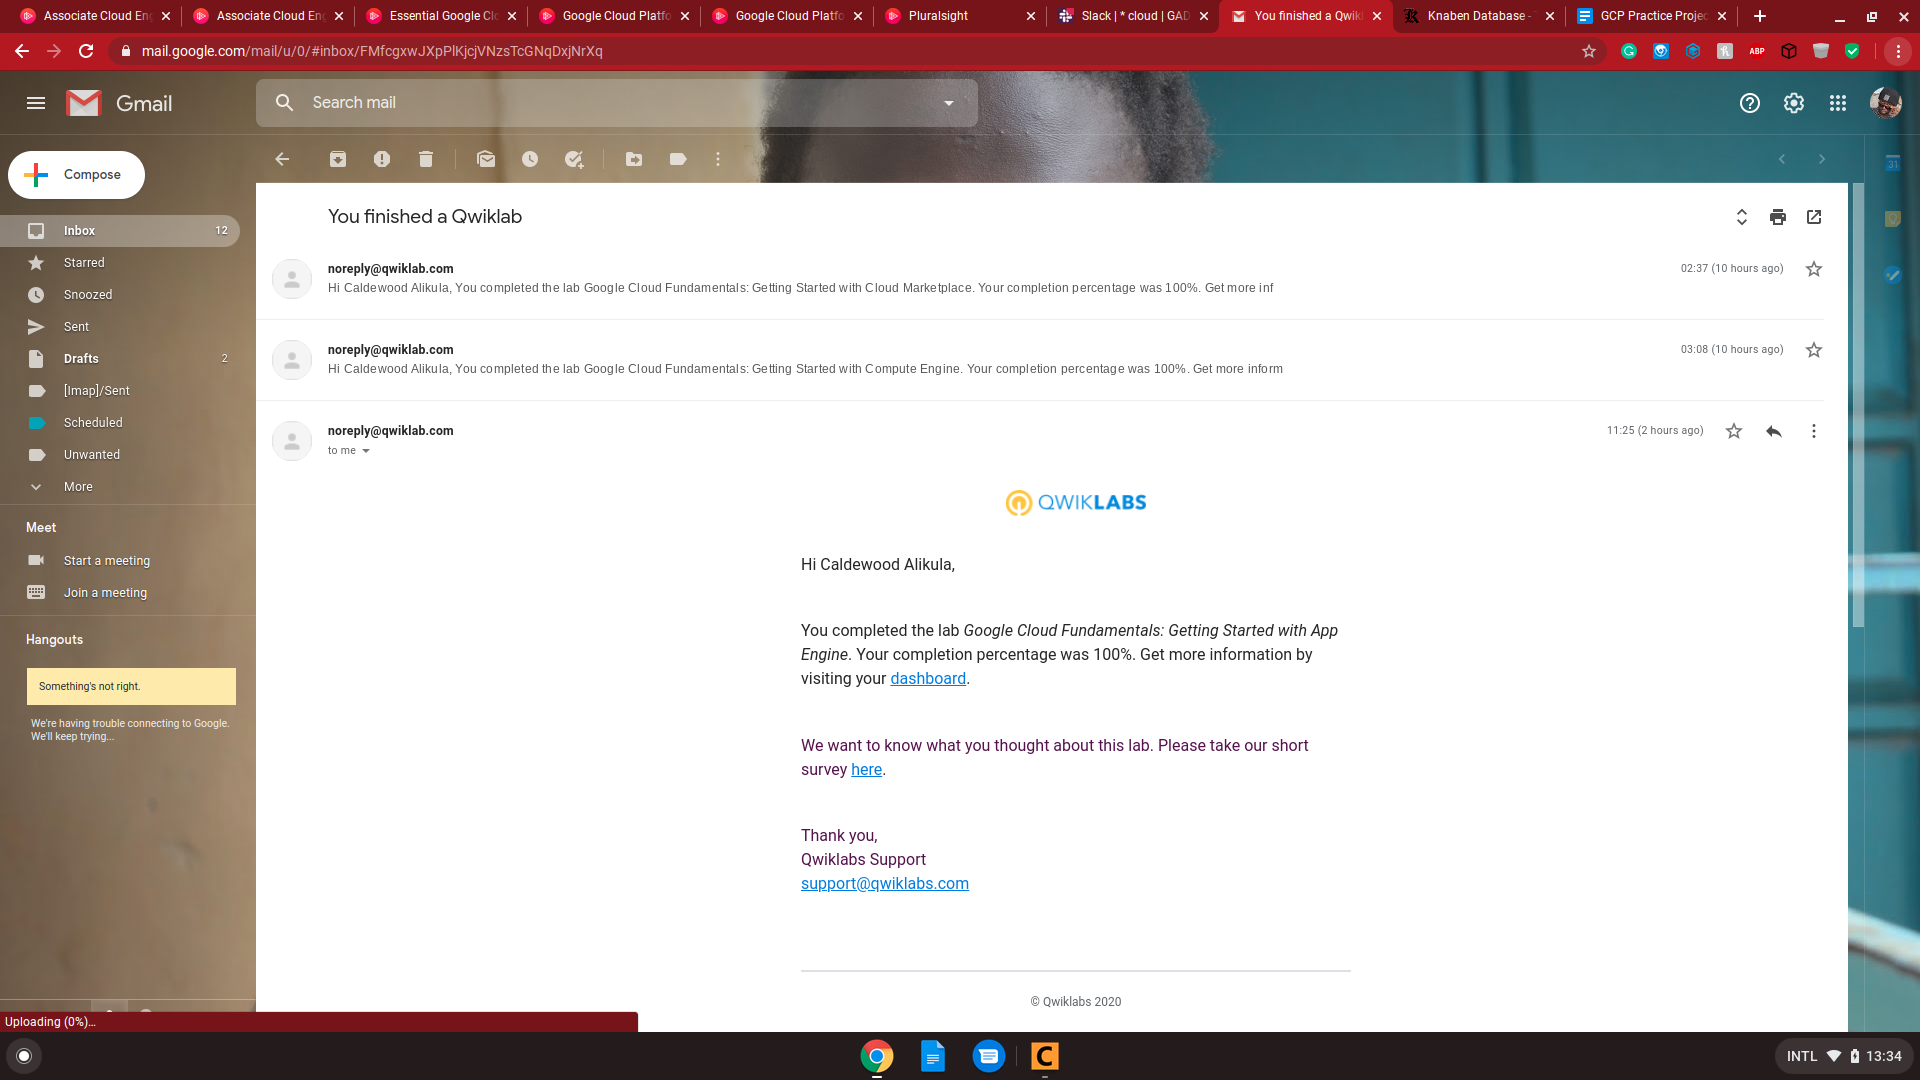 Associate Cloud Eng
Associate Cloud Eng
Essential Google Clo
Google Cloud Platfo
Google Cloud Platfo
Pluralsight
Slack | * cloud | GAD
You finished a Qwikl
Knaben Database -
GCP Practice Projec
mail.google.com/mail/u/0/#inbox/FMfcgxwJXpPlKjcjVNzsTcGNqDxjNrXq
ABP
Gmail
Search mail
Compose
Inbox 12
Starred
Snoozed
Sent
Drafts 2
[Imap]/Sent
Scheduled
Unwanted
More
Meet
Start a meeting
Join a meeting
Hangouts
Something's not right.
We're having trouble connecting to Google.
We'll keep trying...
You finished a Qwiklab
noreply@qwiklab.com 02:37 (10 hours ago)
Hi Caldewood Alikula, You completed the lab Google Cloud Fundamentals: Getting Started with Cloud Marketplace. Your completion percentage was 100%. Get more inf
noreply@qwiklab.com 03:08 (10 hours ago)
Hi Caldewood Alikula, You completed the lab Google Cloud Fundamentals: Getting Started with Compute Engine. Your completion percentage was 100%. Get more inform
noreply@qwiklab.com 11:25 (2 hours ago)
to me
QWIKLABS
Hi Caldewood Alikula,
You completed the lab Google Cloud Fundamentals: Getting Started with App
Engine. Your completion percentage was 100%. Get more information by
visiting your dashboard.
We want to know what you thought about this lab. Please take our short
survey here.
Thank you,
Qwiklabs Support
support@qwiklabs.com
© Qwiklabs 2020
31
Uploading (0%)...
C
INTL 13:34